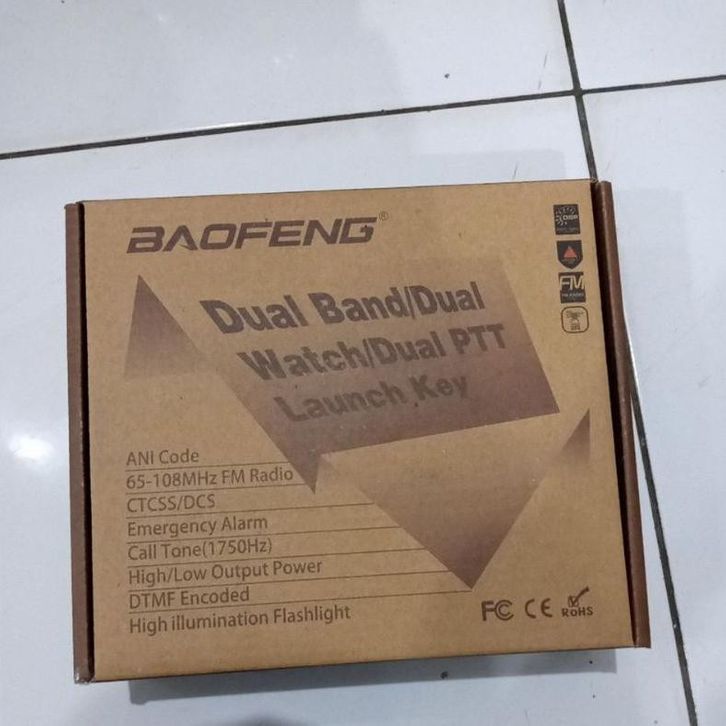 BAOFENG®
DSP
FM
Dual Band/Dual
Watch/Dual PTT
Launch Key
ANI Code
65-108MHz FM Radio
CTCSS/DCS
Emergency Alarm
Call Tone(1750Hz)
High/Low Output Power
DTMF Encoded
High illumination Flashlight
FC CE RoHS